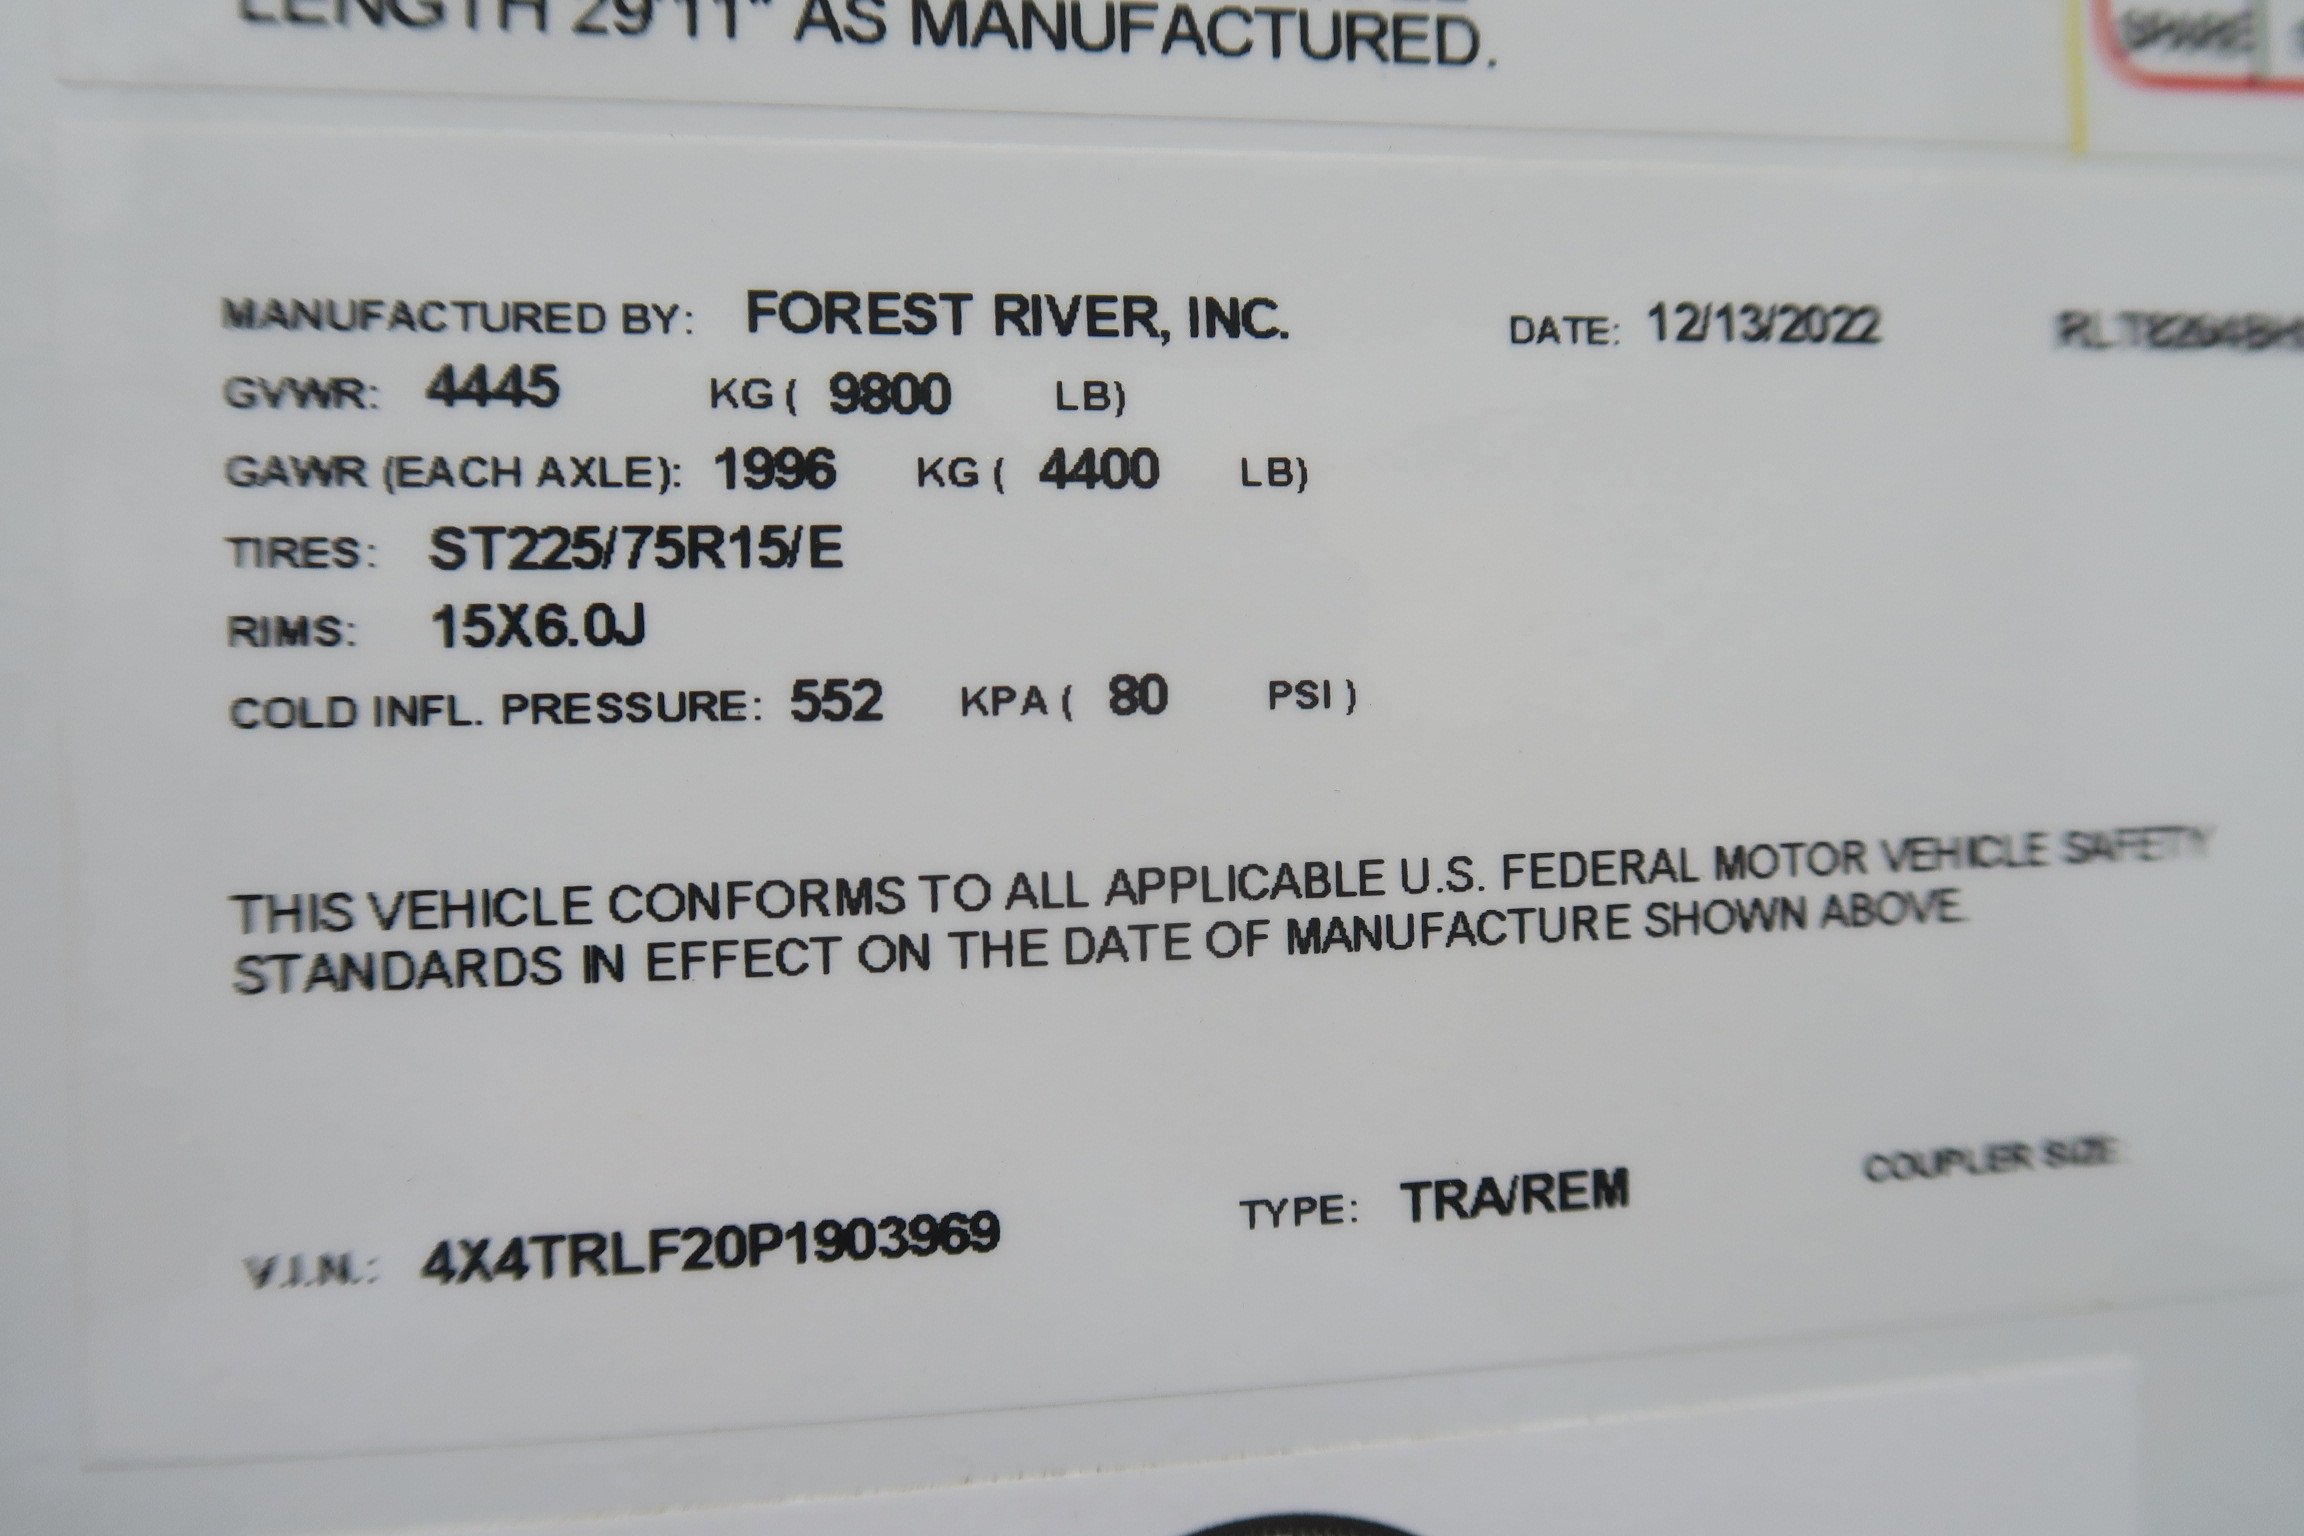 LENGTH 29'11" AS MANUFACTURED.
SPARE
MANUFACTURED BY: FOREST RIVER, INC. DATE: 12/13/2022
GVWR: 4445 KG ( 9800 LB)
GAWR (EACH AXLE): 1996 KG ( 4400 LB)
TIRES: ST225/75R15/E
RIMS: 15X6.0J
COLD INFL. PRESSURE: 552 KPA ( 80 PSI )
THIS VEHICLE CONFORMS TO ALL APPLICABLE U.S. FEDERAL MOTOR VEHICLE SAFETY
STANDARDS IN EFFECT ON THE DATE OF MANUFACTURE SHOWN ABOVE.
V.I.N.: 4X4TRLF20P1903969 TYPE: TRA/REM COUPLER SIZE: